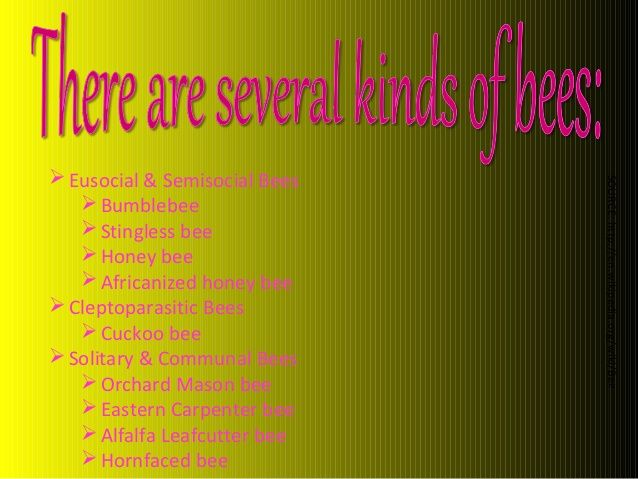 There are several kinds of bees:
Eusocial & Semisocial Bees
Bumblebee
Stingless bee
Honey bee
Africanized honey bee
Cleptoparasitic Bees
Cuckoo bee
Solitary & Communal Bees
Orchard Mason bee
Eastern Carpenter bee
Alfalfa Leafcutter bee
Hornfaced bee